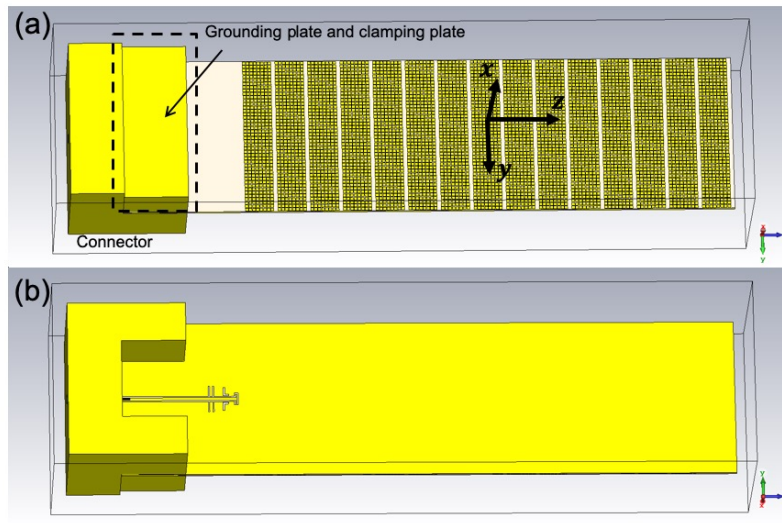 (a)
Grounding plate and clamping plate
x
z
y
Connector
x
y
(b)
y
x